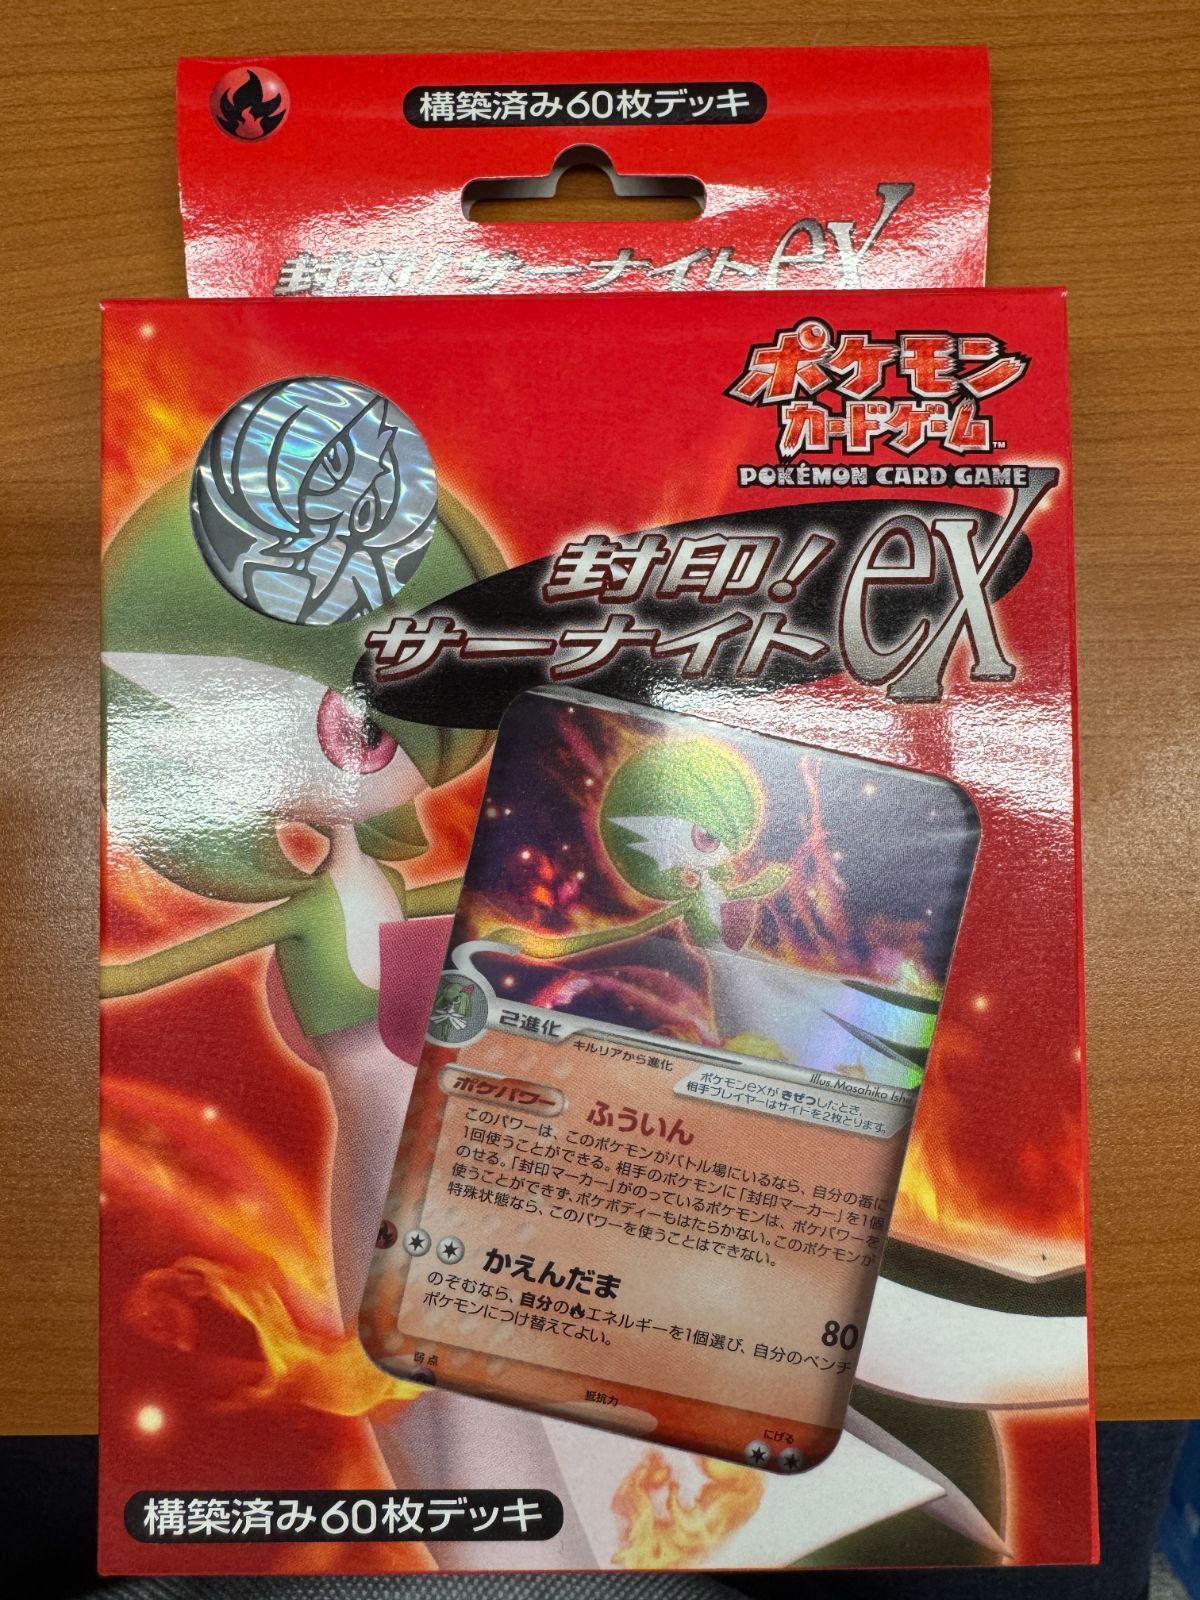 構築済み60枚デッキ
封印!サーナイトex
ポケモン
カードゲーム™
POKÉMON CARD GAME
封印!
サーナイトex
2進化
キルリアから進化
Illus.Masahiko Ishii
ポケモンexがきぜつしたとき、
相手プレイヤーはサイドを2枚とります。
ポケパワー ふういん
このパワーは、このポケモンがバトル場にいるなら、自分の番に
1回使うことができる。相手のポケモンに「封印マーカー」を1個
のせる。「封印マーカー」がのっているポケモンは、ポケパワーを
使うことができず、ポケボディーもはたらかない。このポケモンが
特殊状態なら、このパワーを使うことはできない。
かえんだま 80
のぞむなら、自分のエネルギーを1個選び、自分のベンチ
ポケモンにつけ替えてよい。
弱点
抵抗力
にげる
構築済み60枚デッキ